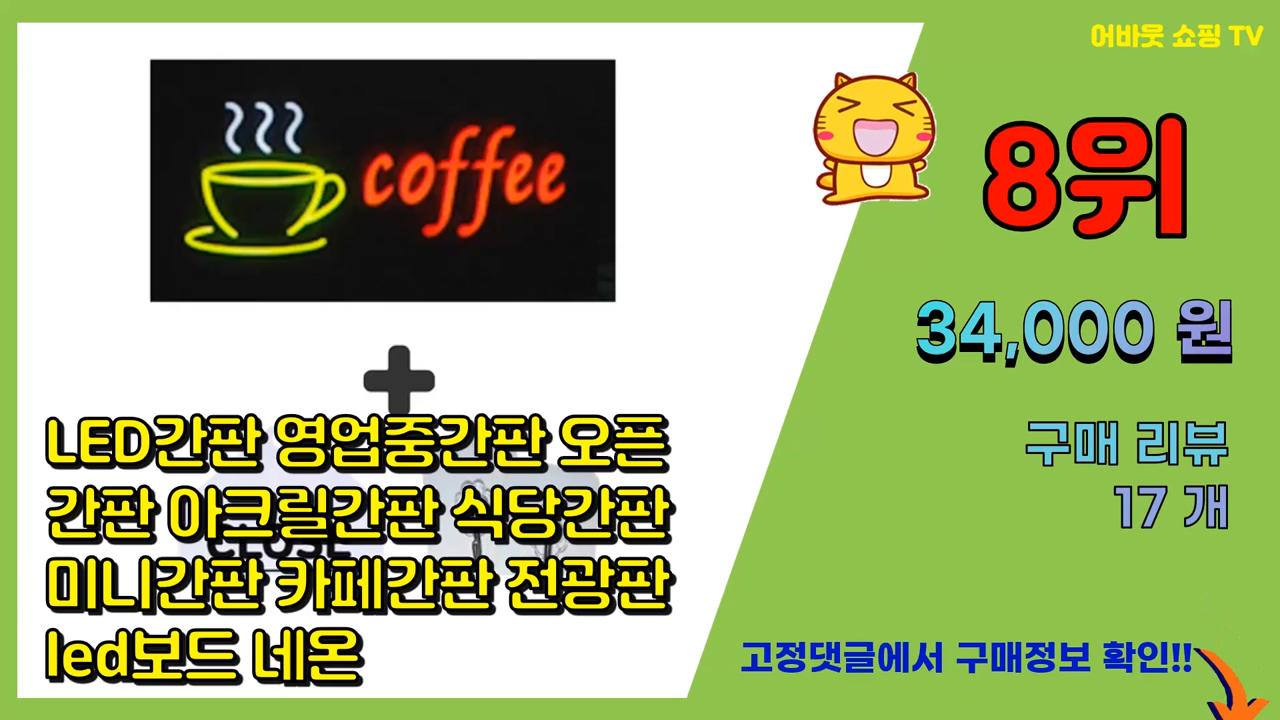 어바웃 쇼핑 TV
coffee
8위
34,000 원
구매 리뷰
17 개
LED간판 영업중간판 오픈
간판 아크릴간판 식당간판
CLOSE
미니간판 카페간판 전광판
led보드 네온
고정댓글에서 구매정보 확인!!